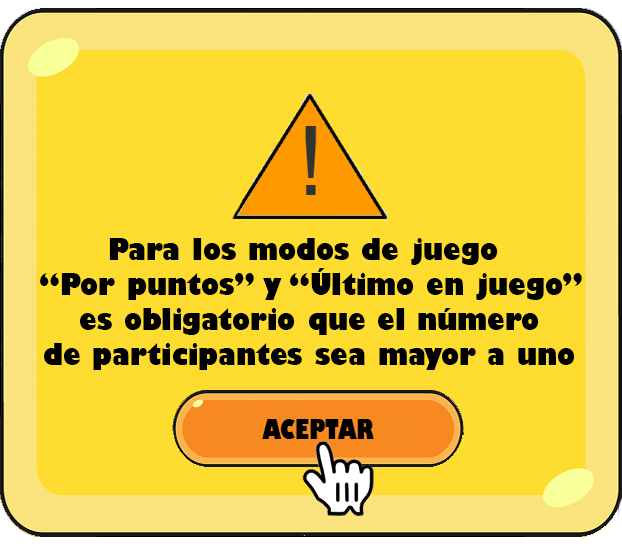 !
Para los modos de juego
“Por puntos” y “Último en juego”
es obligatorio que el número
de participantes sea mayor a uno
ACEPTAR